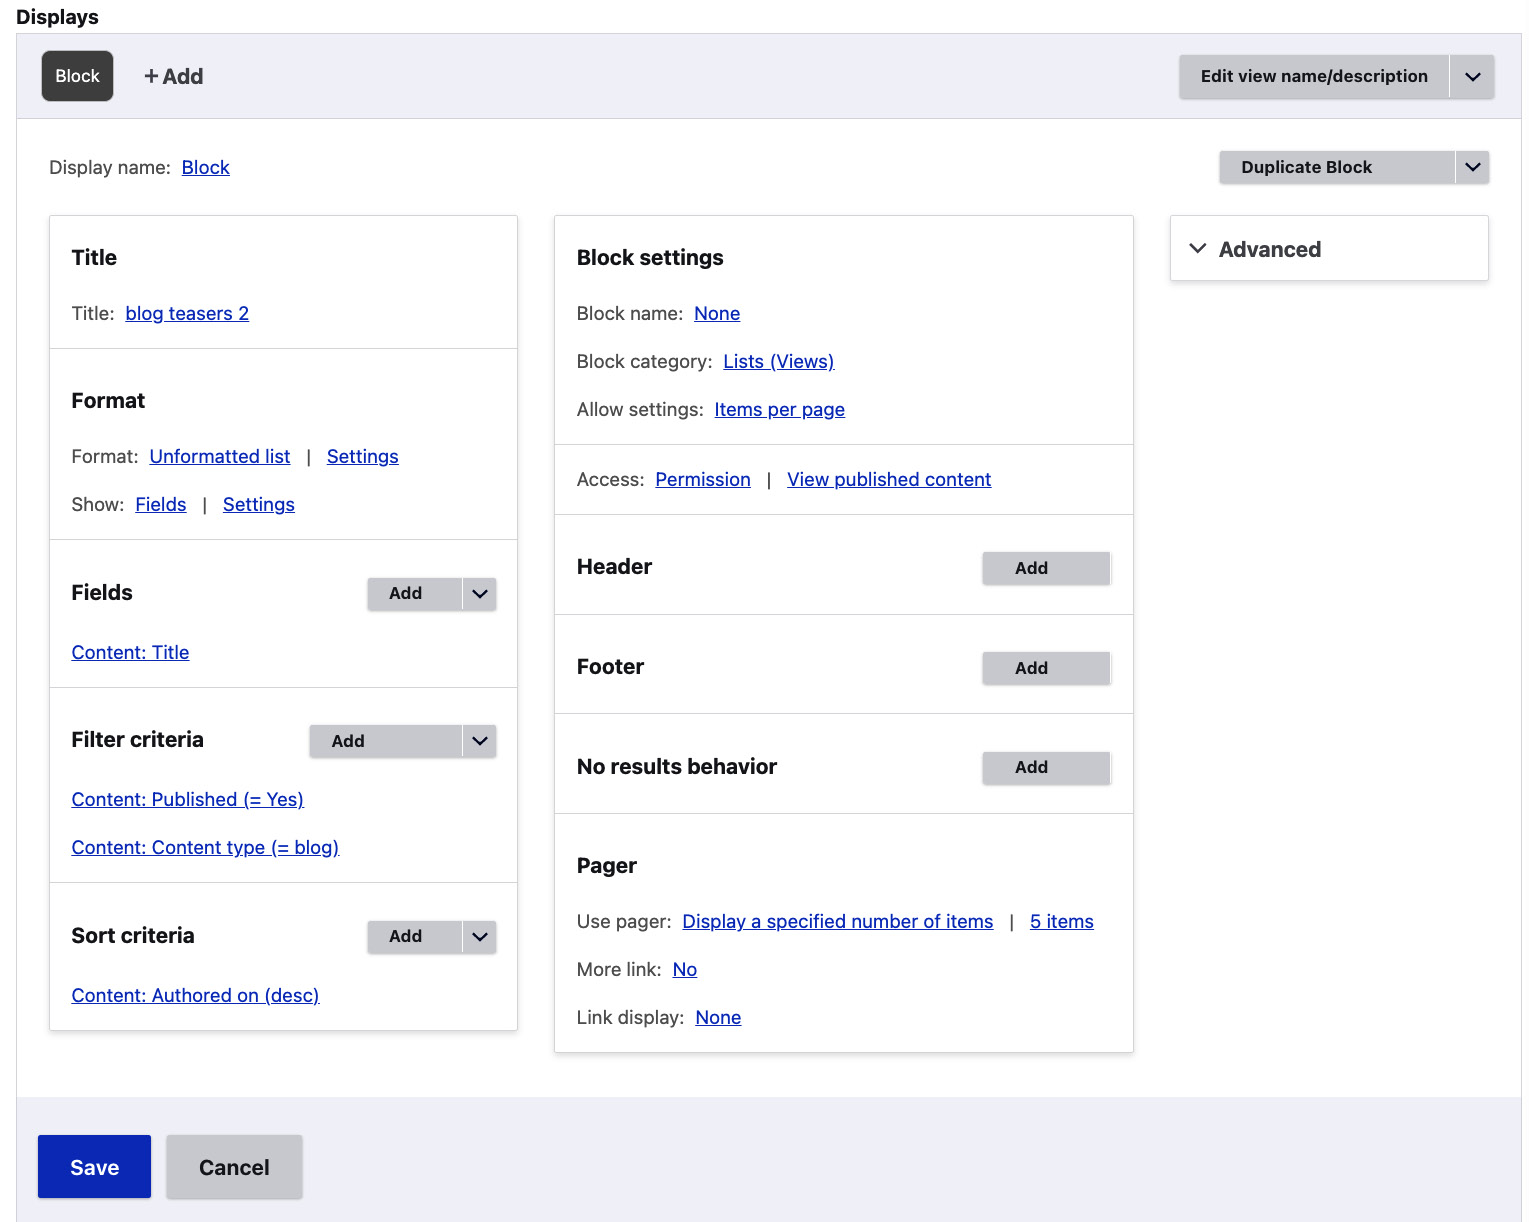 Displays
Block
+ Add
Edit view name/description
Display name: Block
Duplicate Block
Title
Title: blog teasers 2
Format
Format: Unformatted list | Settings
Show: Fields | Settings
Fields
Add
Content: Title
Filter criteria
Add
Content: Published (= Yes)
Content: Content type (= blog)
Sort criteria
Add
Content: Authored on (desc)
Block settings
Block name: None
Block category: Lists (Views)
Allow settings: Items per page
Access: Permission | View published content
Header
Add
Footer
Add
No results behavior
Add
Pager
Use pager: Display a specified number of items | 5 items
More link: No
Link display: None
Advanced
Save
Cancel